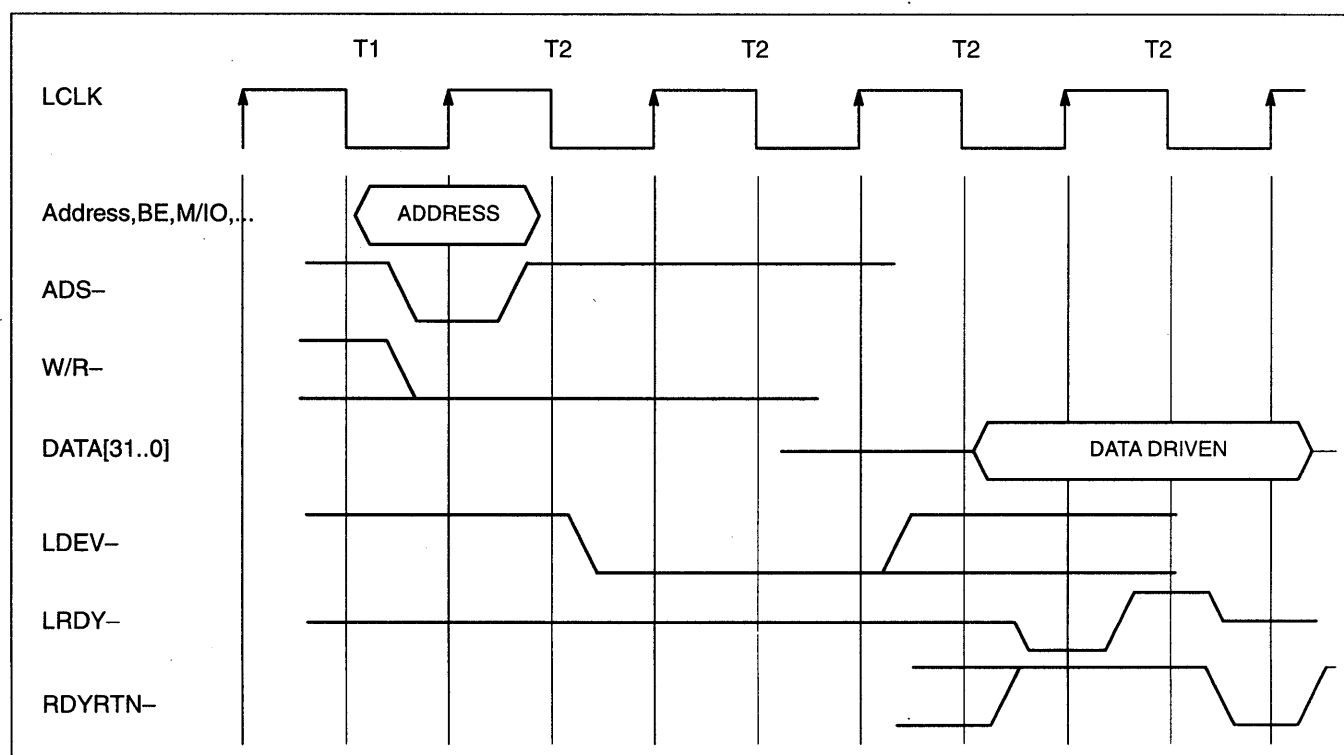 T1 T2 T2 T2 T2
LCLK
Address,BE,M/IO,...
ADDRESS
ADS–
W/R–
DATA[31..0]
DATA DRIVEN
LDEV–
LRDY–
RDYRTN–